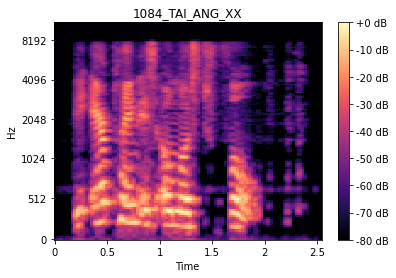 1084_TAI_ANG_XX
+0 dB
8192
-10 dB
4096
-20 dB
-30 dB
2048
Hz
-40 dB
1024
-50 dB
512
-60 dB
-70 dB
0
-80 dB
0 0.5 1 1.5 2 2.5
Time